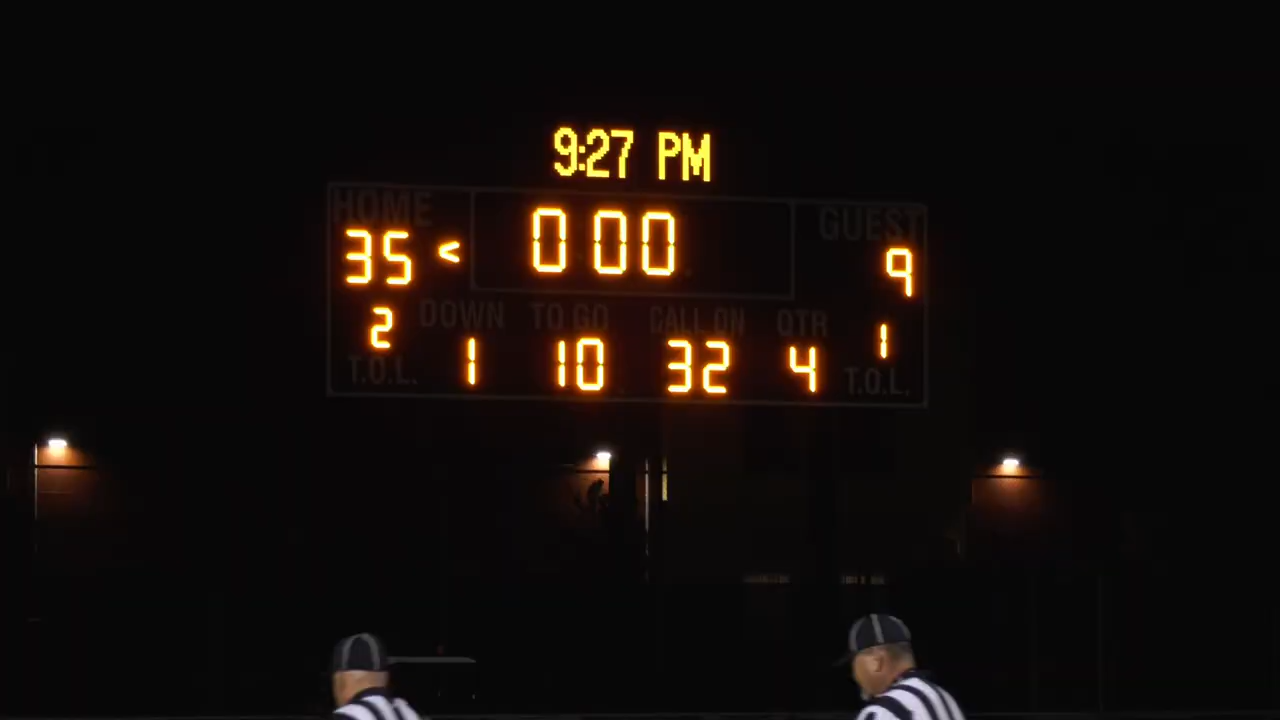 9:27 PM
HOME 0:00 GUEST
35 < 9
2 DOWN TO GO CALL ON QTR 1
T.O.L. 1 10 32 4 T.O.L.